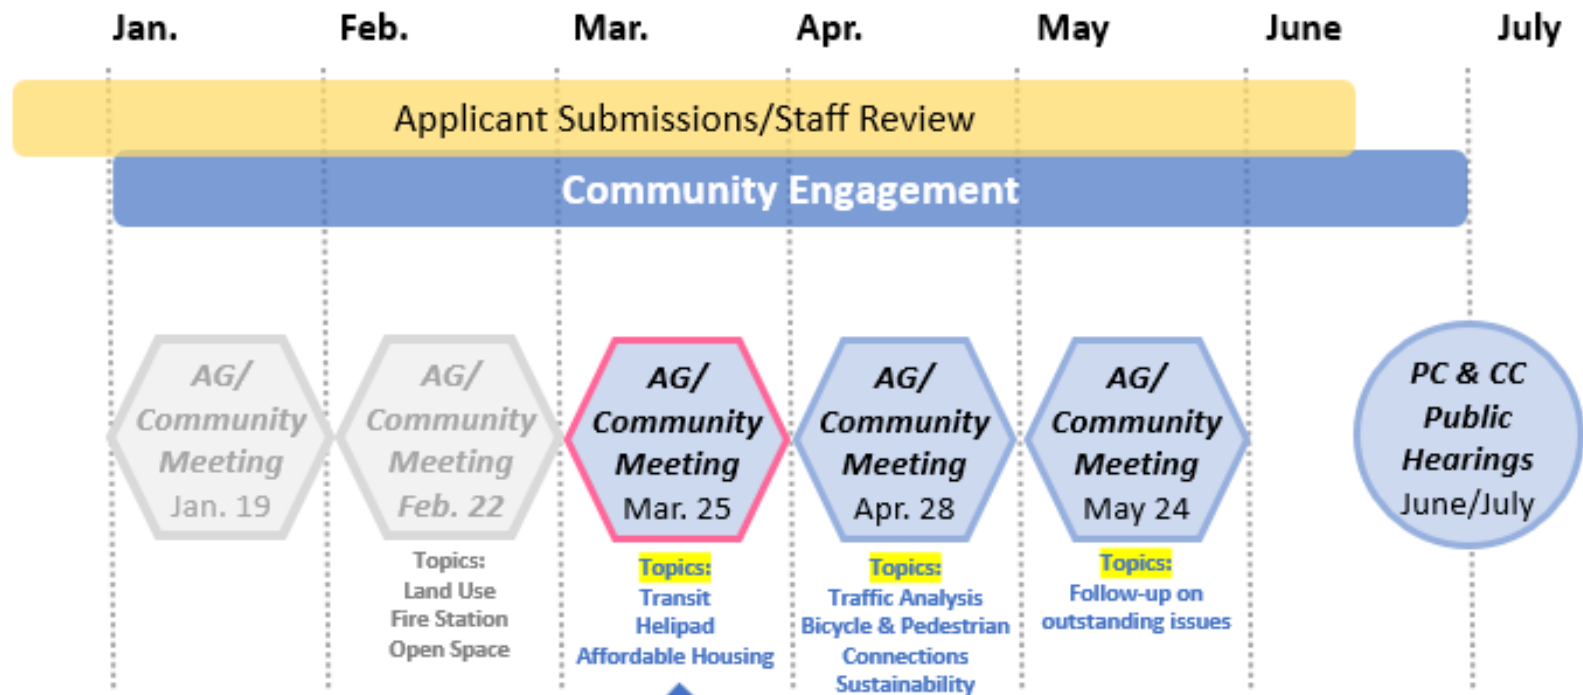 Jan. Feb. Mar. Apr. May June July
Applicant Submissions/Staff Review
Community Engagement
AG/
Community
Meeting
Jan. 19
AG/
Community
Meeting
Feb. 22
Topics:
Land Use
Fire Station
Open Space
AG/
Community
Meeting
Mar. 25
Topics:
Transit
Helipad
Affordable Housing
AG/
Community
Meeting
Apr. 28
Topics:
Traffic Analysis
Bicycle & Pedestrian
Connections
Sustainability
AG/
Community
Meeting
May 24
Topics:
Follow-up on
outstanding issues
PC & CC
Public
Hearings
June/July